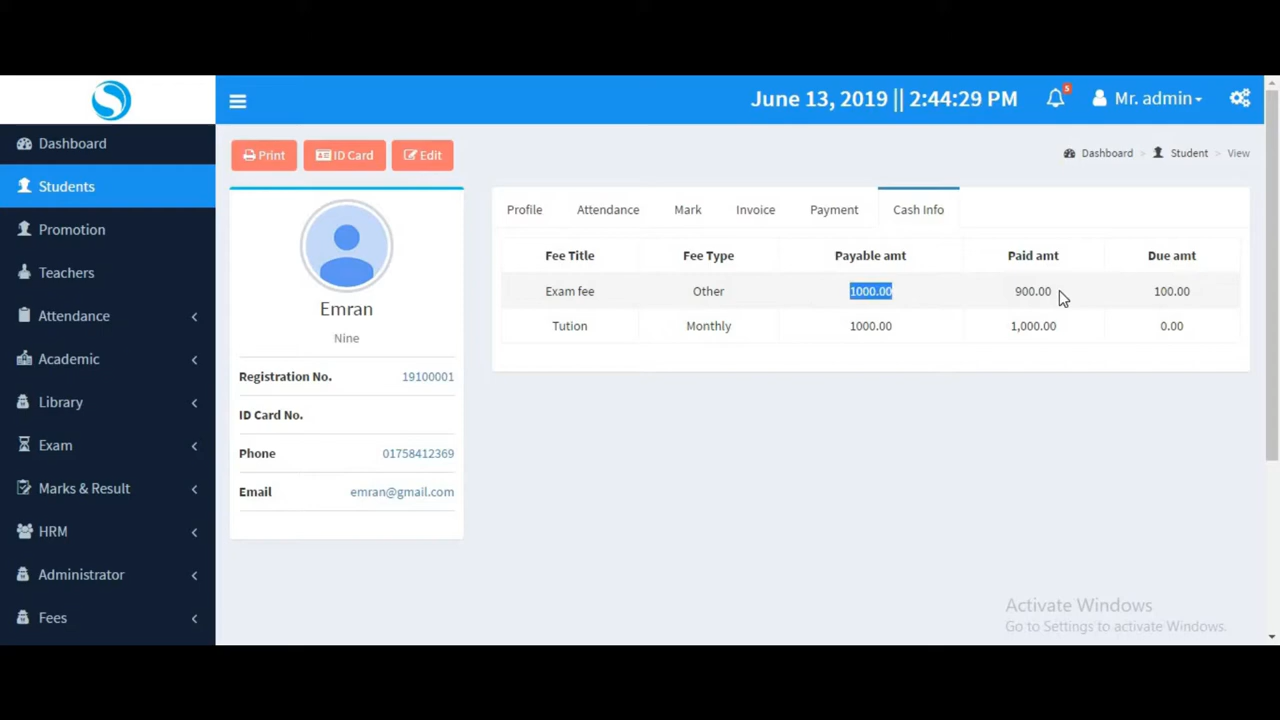 June 13, 2019 || 2:44:29 PM
5
Mr. admin
Dashboard
Students
Promotion
Teachers
Attendance
Academic
Library
Exam
Marks & Result
HRM
Administrator
Fees
Print
ID Card
Edit
Dashboard > Student > View
Emran
Nine
Registration No. 19100001
ID Card No.
Phone 01758412369
Email emran@gmail.com
Profile Attendance Mark Invoice Payment Cash Info
Fee Title Fee Type Payable amt Paid amt Due amt
Exam fee Other 1000.00 900.00 100.00
Tution Monthly 1000.00 1,000.00 0.00
Activate Windows
Go to Settings to activate Windows.